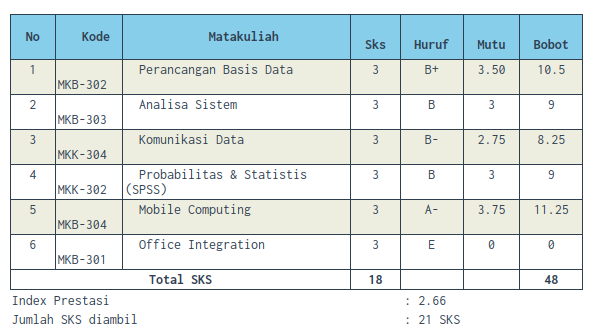 No Kode Matakuliah Sks Huruf Mutu Bobot
1 MKB-302 Perancangan Basis Data 3 B+ 3.50 10.5
2 MKB-303 Analisa Sistem 3 B 3 9
3 MKK-304 Komunikasi Data 3 B- 2.75 8.25
4 MKK-302 Probabilitas & Statistis (SPSS) 3 B 3 9
5 MKB-304 Mobile Computing 3 A- 3.75 11.25
6 MKB-301 Office Integration 3 E 0 0
Total SKS 18 48
Index Prestasi : 2.66
Jumlah SKS diambil : 21 SKS